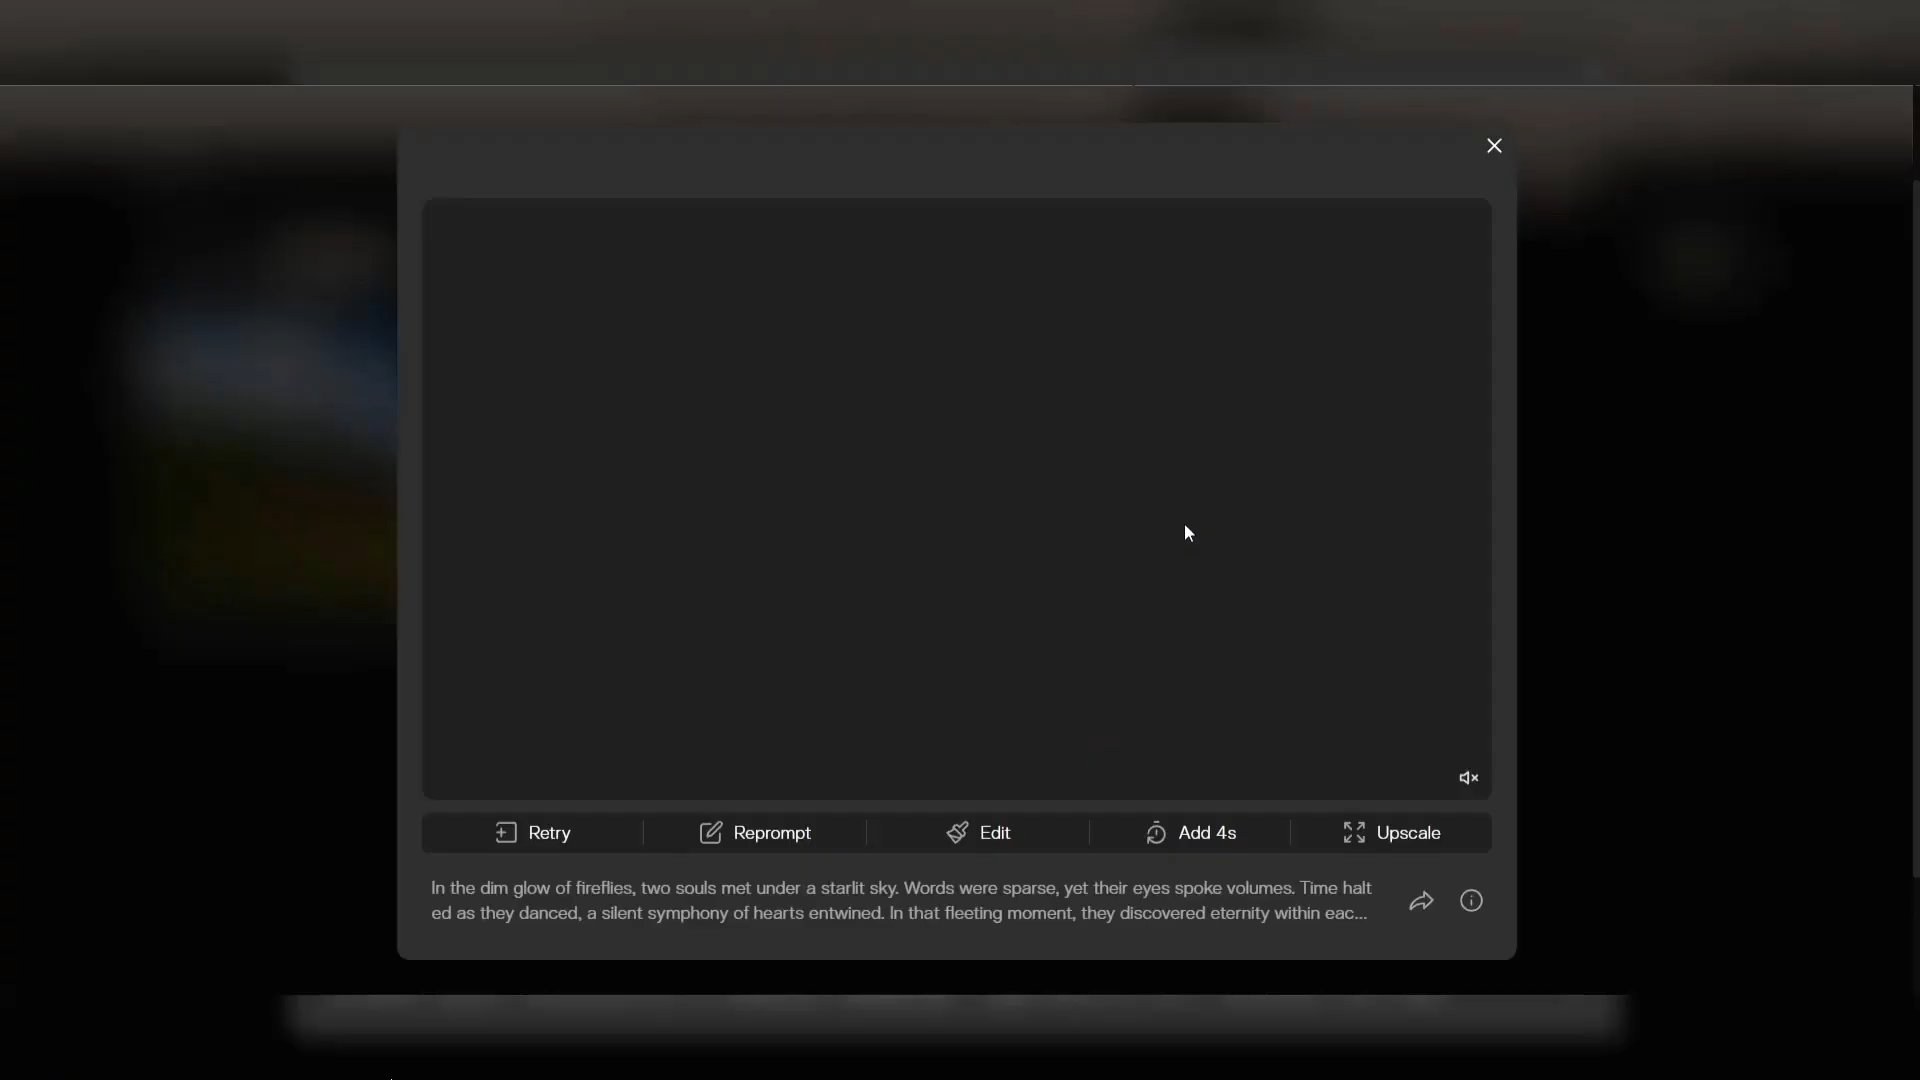 Retry
Reprompt
Edit
Add 4s
Upscale
In the dim glow of fireflies, two souls met under a starlit sky. Words were sparse, yet their eyes spoke volumes. Time halt
ed as they danced, a silent symphony of hearts entwined. In that fleeting moment, they discovered eternity within eac...